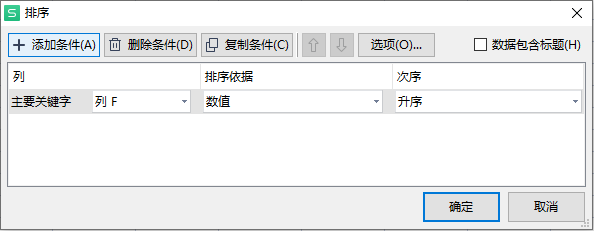 排序
添加条件(A) 删除条件(D) 复制条件(C) 选项(O)... 数据包含标题(H)
列 排序依据 次序
主要关键字 列 F 数值 升序
确定 取消